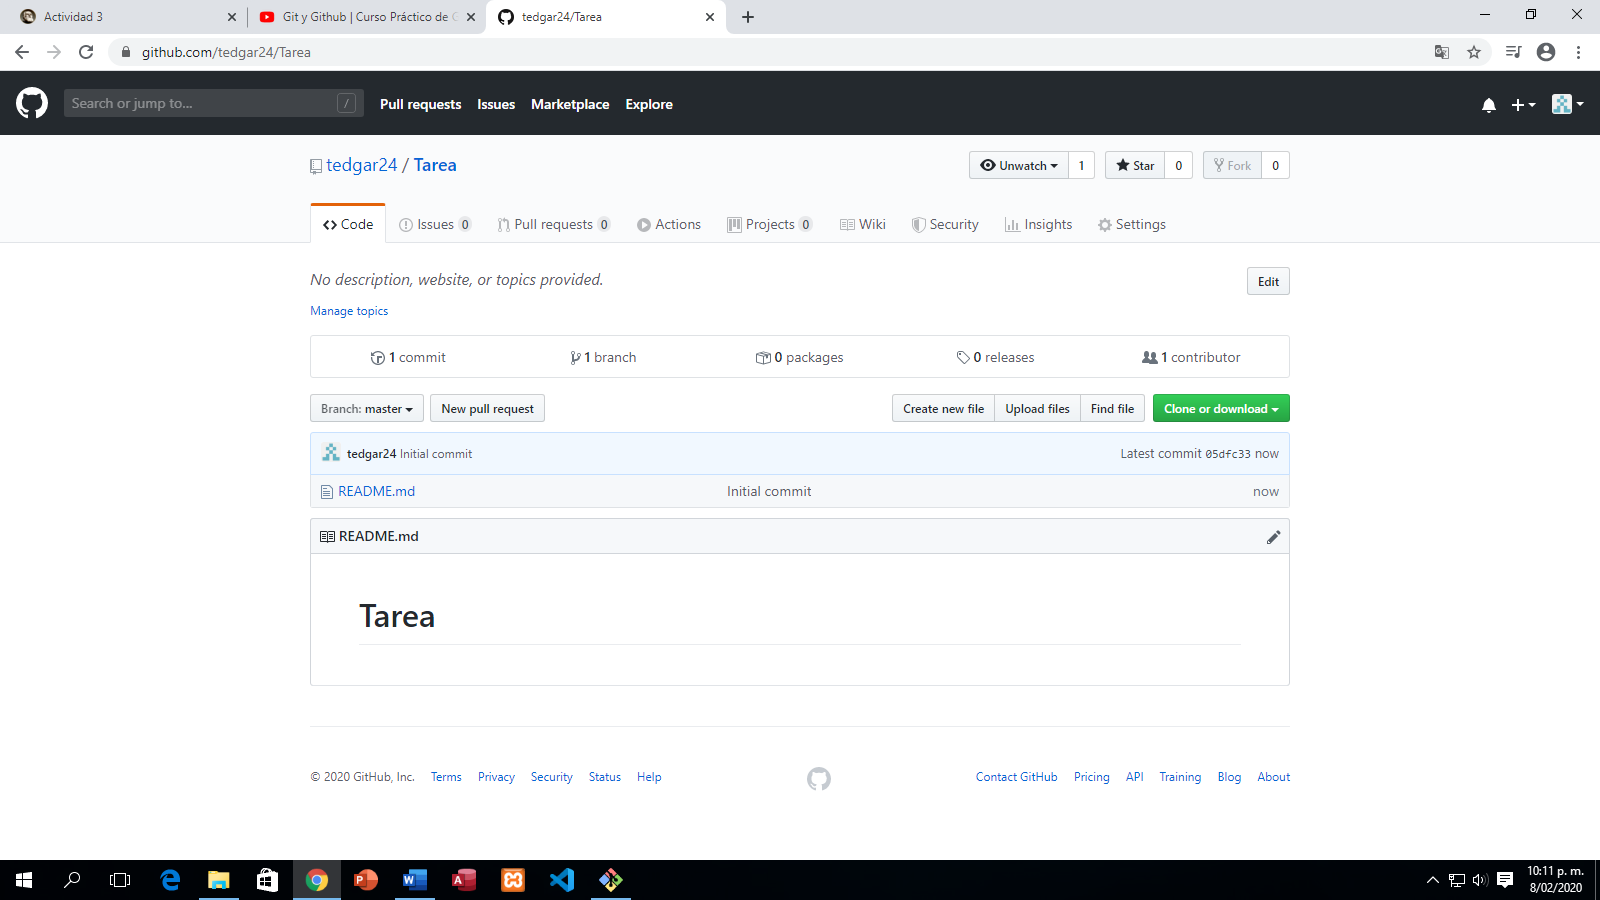 Actividad 3
Git y Github | Curso Práctico de G
tedgar24/Tarea
github.com/tedgar24/Tarea
Search or jump to...
/
Pull requests
Issues
Marketplace
Explore
tedgar24 / Tarea
Unwatch
1
Star
0
Fork
0
Code
Issues 0
Pull requests 0
Actions
Projects 0
Wiki
Security
Insights
Settings
No description, website, or topics provided.
Edit
Manage topics
1 commit
1 branch
0 packages
0 releases
1 contributor
Branch: master
New pull request
Create new file
Upload files
Find file
Clone or download
tedgar24 Initial commit
Latest commit 05dfc33 now
README.md
Initial commit
now
README.md
Tarea
© 2020 GitHub, Inc.
Terms
Privacy
Security
Status
Help
Contact GitHub
Pricing
API
Training
Blog
About
10:11 p. m.
8/02/2020